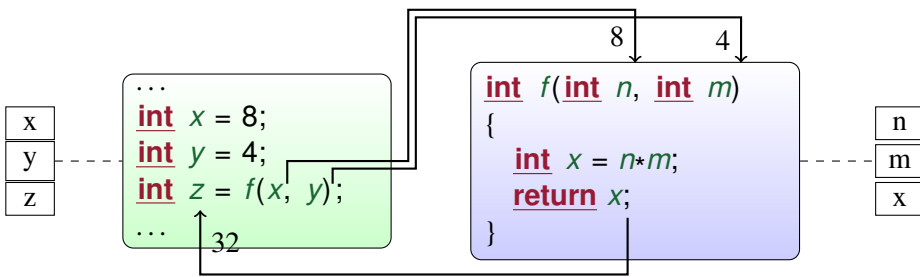 8 4
x
y
z
...
int x = 8;
int y = 4;
int z = f(x, y);
...
32
int f(int n, int m)
{
int x = n*m;
return x;
}
n
m
x